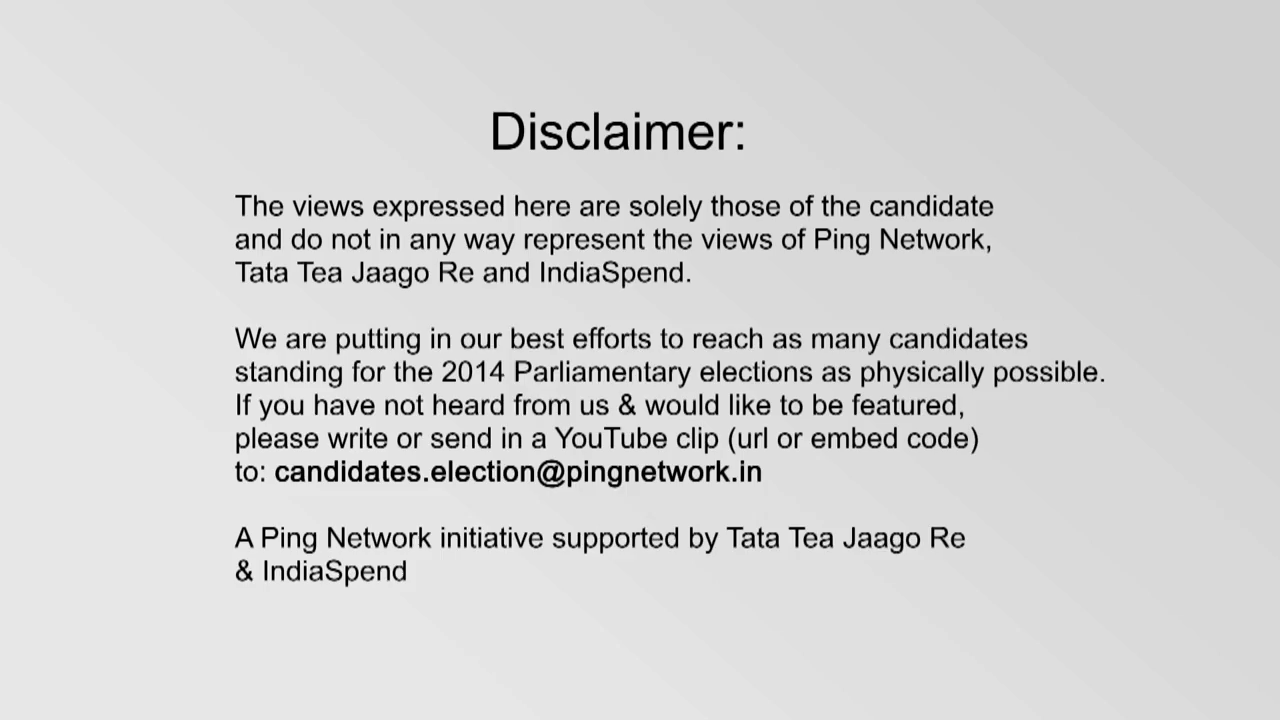 Disclaimer:
The views expressed here are solely those of the candidate
and do not in any way represent the views of Ping Network,
Tata Tea Jaago Re and IndiaSpend.
We are putting in our best efforts to reach as many candidates
standing for the 2014 Parliamentary elections as physically possible.
If you have not heard from us & would like to be featured,
please write or send in a YouTube clip (url or embed code)
to: candidates.election@pingnetwork.in
A Ping Network initiative supported by Tata Tea Jaago Re
& IndiaSpend